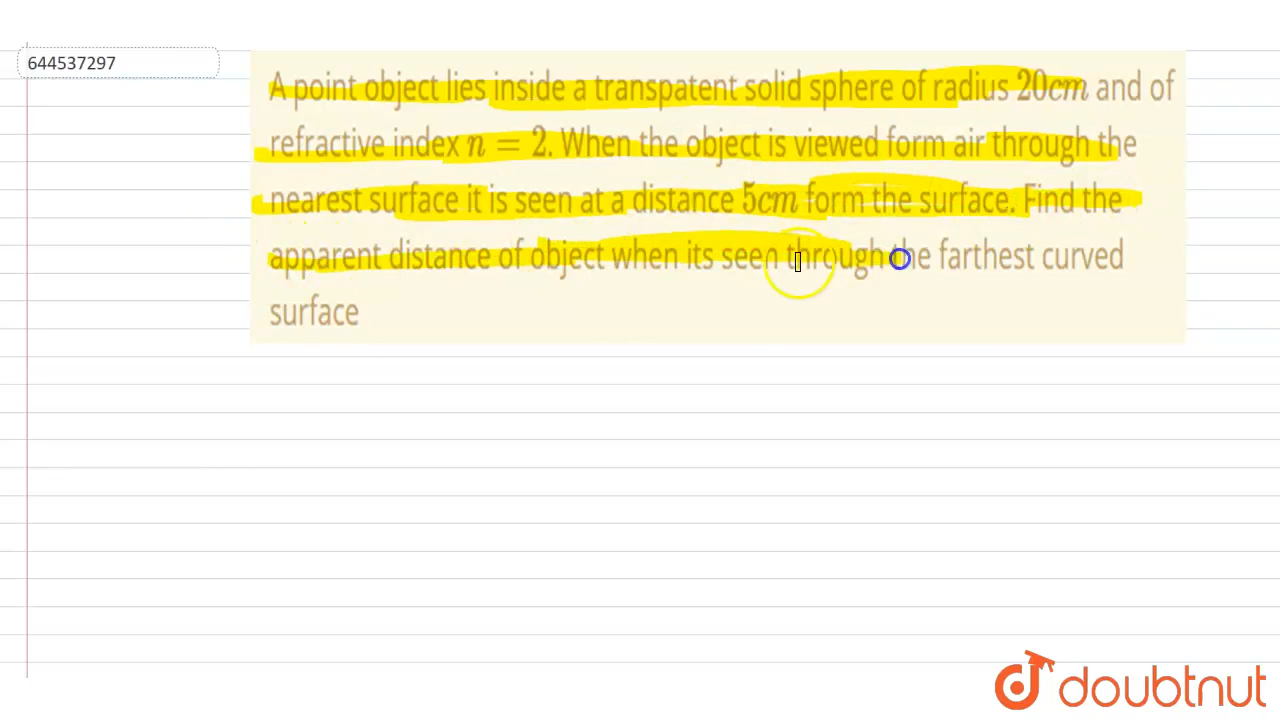 644537297
A point object lies inside a transpatent solid sphere of radius 20cm and of
refractive index n = 2. When the object is viewed form air through the
nearest surface it is seen at a distance 5cm form the surface. Find the
apparent distance of object when its seen through the farthest curved
surface
doubtnut